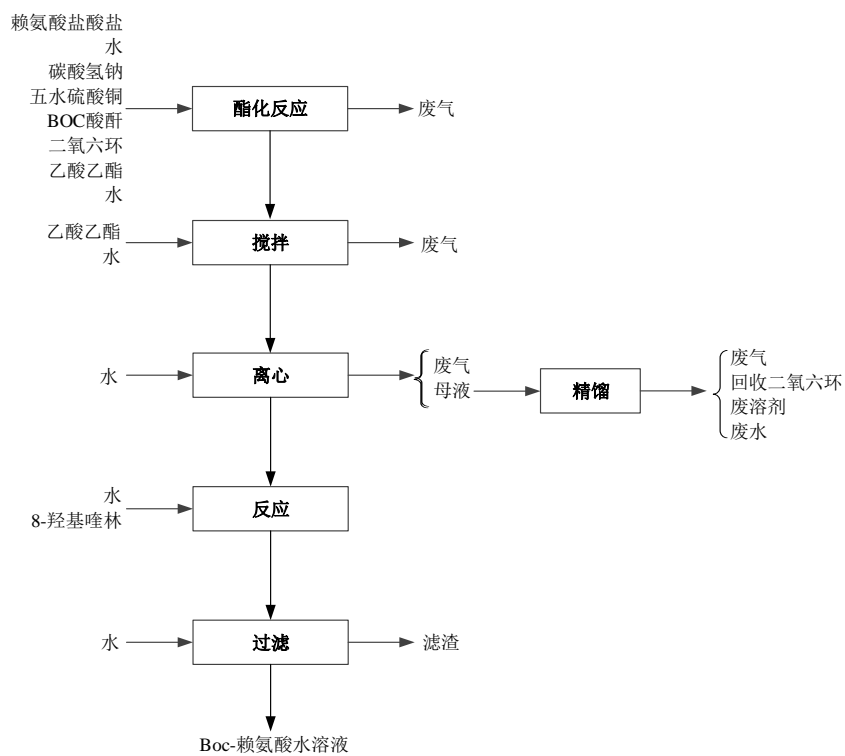 赖氨酸盐酸盐
水
碳酸氢钠
五水硫酸铜
BOC酸酐
二氧六环
乙酸乙酯
水
酯化反应
废气
乙酸乙酯
水
搅拌
废气
水
离心
废气
母液
精馏
废气
回收二氧六环
废溶剂
废水
水
8-羟基喹林
反应
水
过滤
滤渣
Boc-赖氨酸水溶液